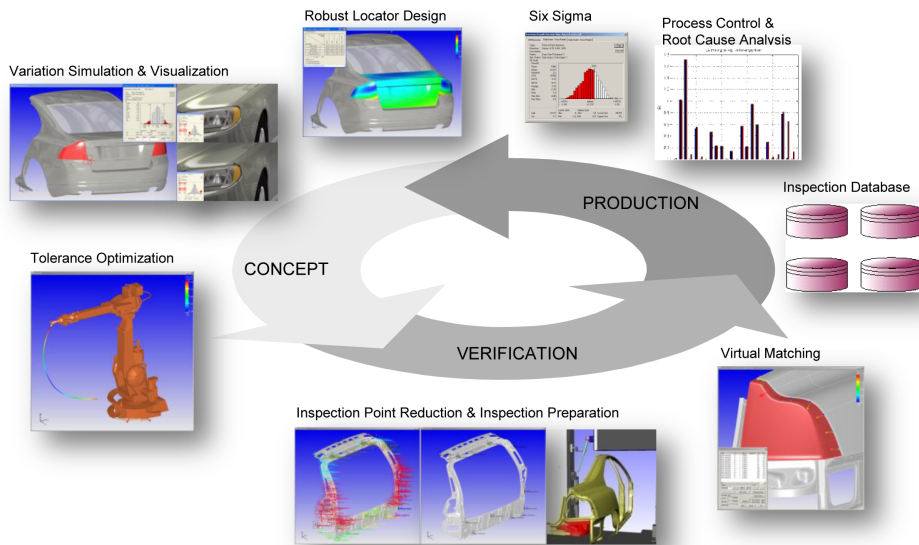 Robust Locator Design
Six Sigma
Process Control &
Root Cause Analysis
Variation Simulation & Visualization
Inspection Database
PRODUCTION
Tolerance Optimization
CONCEPT
VERIFICATION
Virtual Matching
Inspection Point Reduction & Inspection Preparation